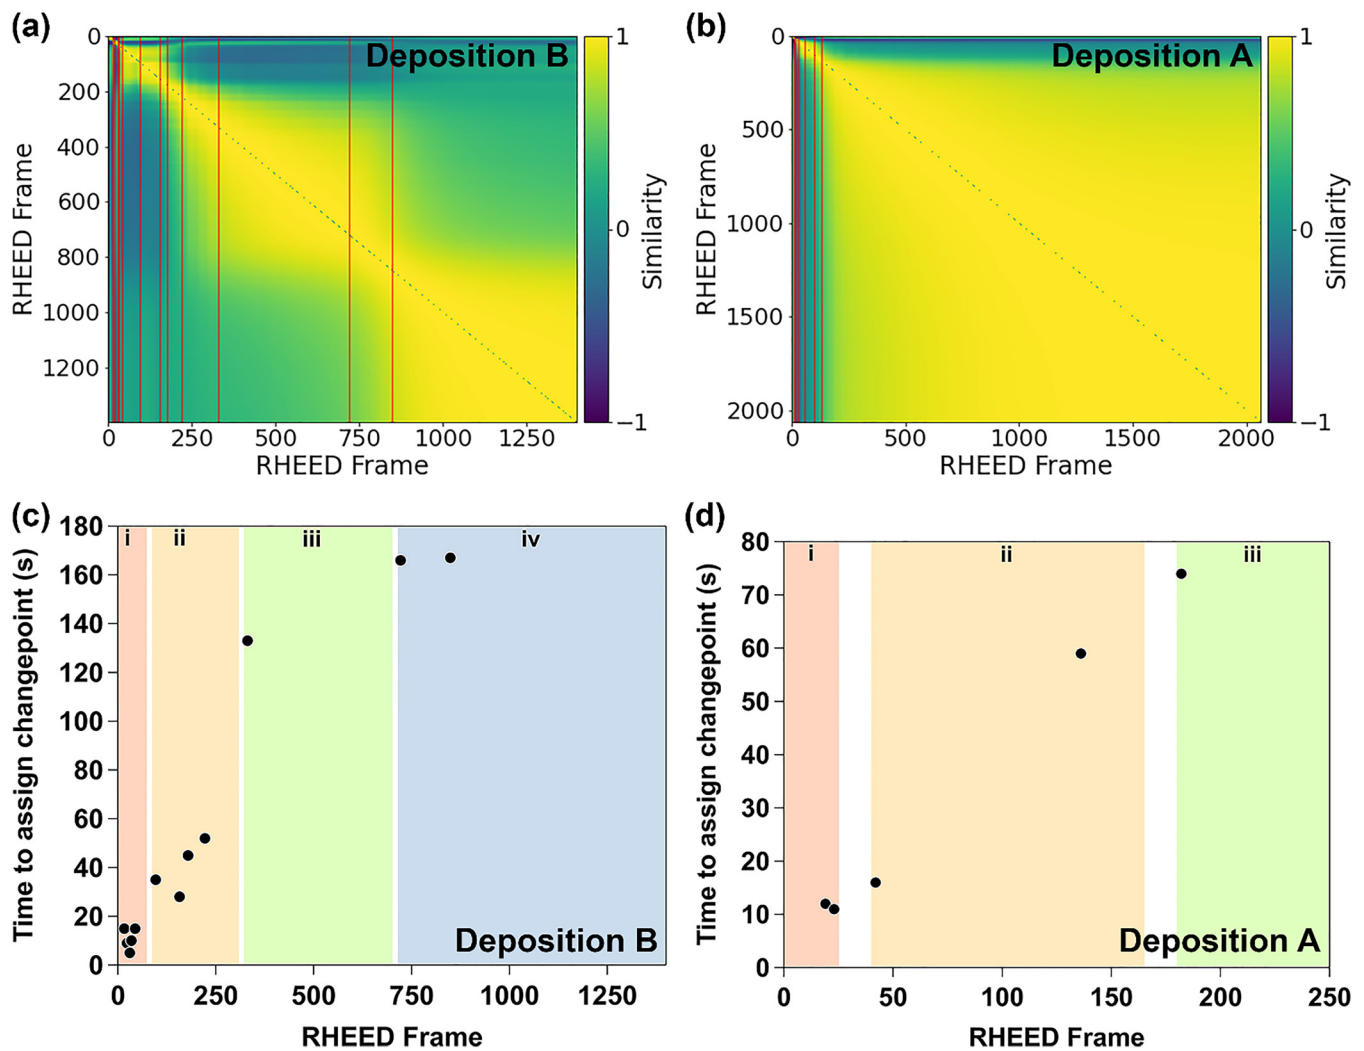 (a)
Deposition B
0
200
400
600
800
1000
1200
RHEED Frame
0
250
500
750
1000
1250
RHEED Frame
1
0
−1
Similarity
(b)
Deposition A
0
500
1000
1500
2000
RHEED Frame
0
500
1000
1500
2000
RHEED Frame
1
0
−1
Similarity
(c)
180
160
140
120
100
80
60
40
20
0
Time to assign changepoint (s)
i
ii
iii
iv
Deposition B
0
250
500
750
1000
1250
RHEED Frame
(d)
80
70
60
50
40
30
20
10
0
Time to assign changepoint (s)
i
ii
iii
Deposition A
0
50
100
150
200
250
RHEED Frame